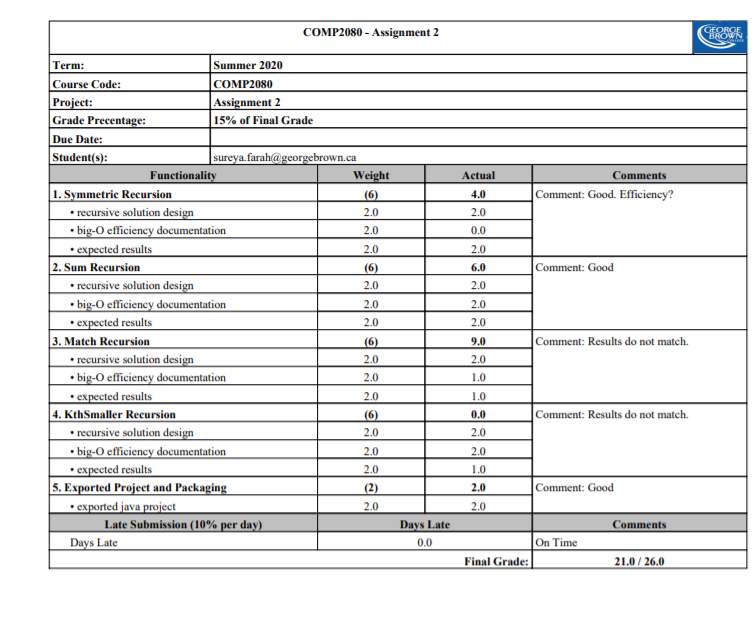 COMP2080 - Assignment 2
GEORGE
BROWN
Term: Summer 2020
Course Code: COMP2080
Project: Assignment 2
Grade Precentage: 15% of Final Grade
Due Date:
Student(s): sureya.farah@georgebrown.ca
Functionality Weight Actual Comments
1. Symmetric Recursion (6) 4.0 Comment: Good. Efficiency?
• recursive solution design 2.0 2.0
• big-O efficiency documentation 2.0 0.0
• expected results 2.0 2.0
2. Sum Recursion (6) 6.0 Comment: Good
• recursive solution design 2.0 2.0
• big-O efficiency documentation 2.0 2.0
• expected results 2.0 2.0
3. Match Recursion (6) 9.0 Comment: Results do not match.
• recursive solution design 2.0 2.0
• big-O efficiency documentation 2.0 1.0
• expected results 2.0 1.0
4. KthSmaller Recursion (6) 0.0 Comment: Results do not match.
• recursive solution design 2.0 2.0
• big-O efficiency documentation 2.0 2.0
• expected results 2.0 1.0
5. Exported Project and Packaging (2) 2.0 Comment: Good
• exported java project 2.0 2.0
Late Submission (10% per day) Days Late Comments
Days Late 0.0 On Time
Final Grade: 21.0 / 26.0